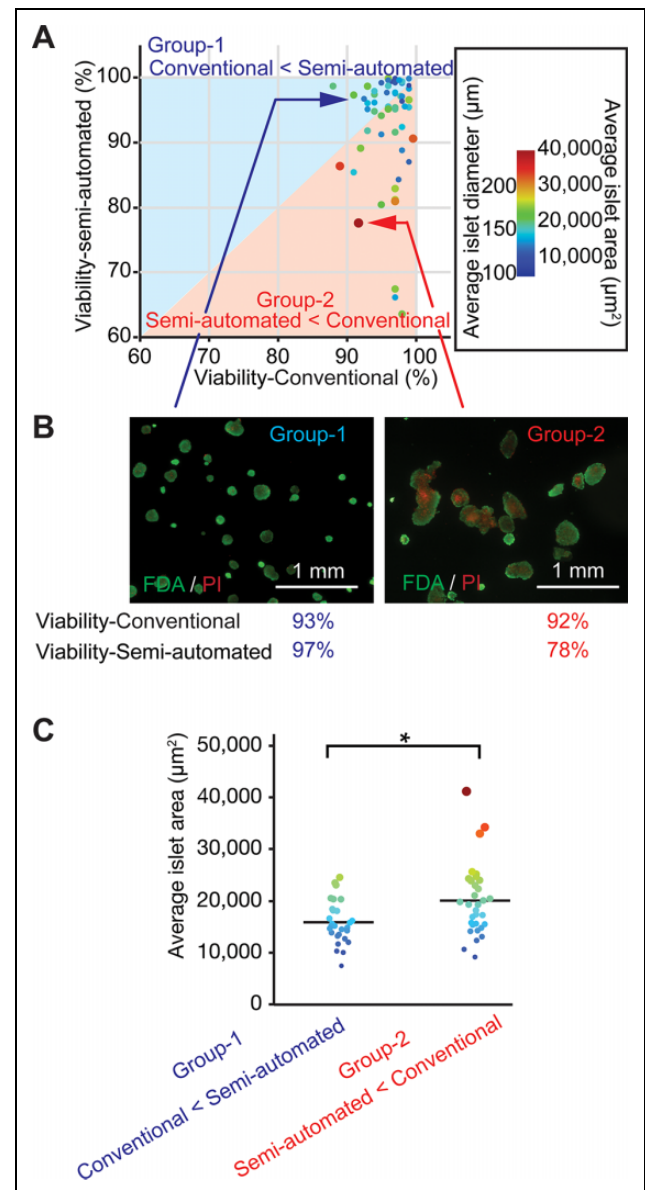 A
Group-1
Conventional < Semi-automated
Viability-semi-automated (%)
100
90
80
70
60
Group-2
Semi-automated < Conventional
60
70
80
90
100
Viability-Conventional (%)
Average islet diameter (µm)
200
150
100
40,000
30,000
20,000
10,000
Average islet area (µm²)
B
Group-1
FDA / PI
1 mm
Group-2
FDA / PI
1 mm
Viability-Conventional 93% 92%
Viability-Semi-automated 97% 78%
C
Average islet area (µm²)
50,000
40,000
30,000
20,000
10,000
0
*
Group-1
Conventional < Semi-automated
Group-2
Semi-automated < Conventional